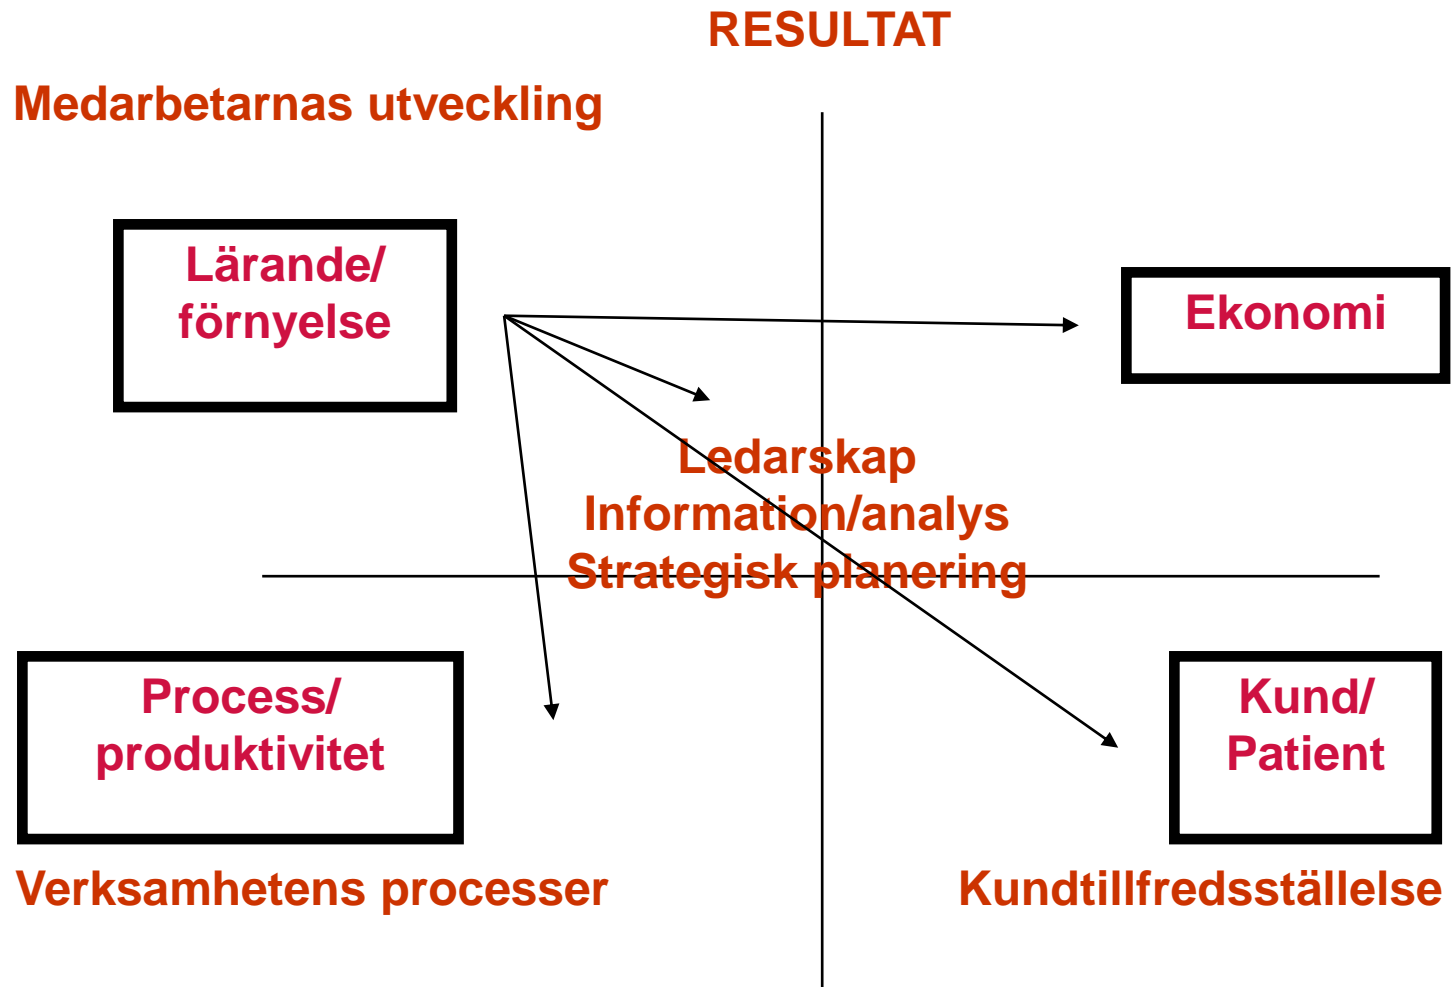 RESULTAT
Medarbetarnas utveckling
Lärande/
förnyelse
Ekonomi
Ledarskap
Information/analys
Strategisk planering
Process/
produktivitet
Kund/
Patient
Verksamhetens processer
Kundtillfredsställelse